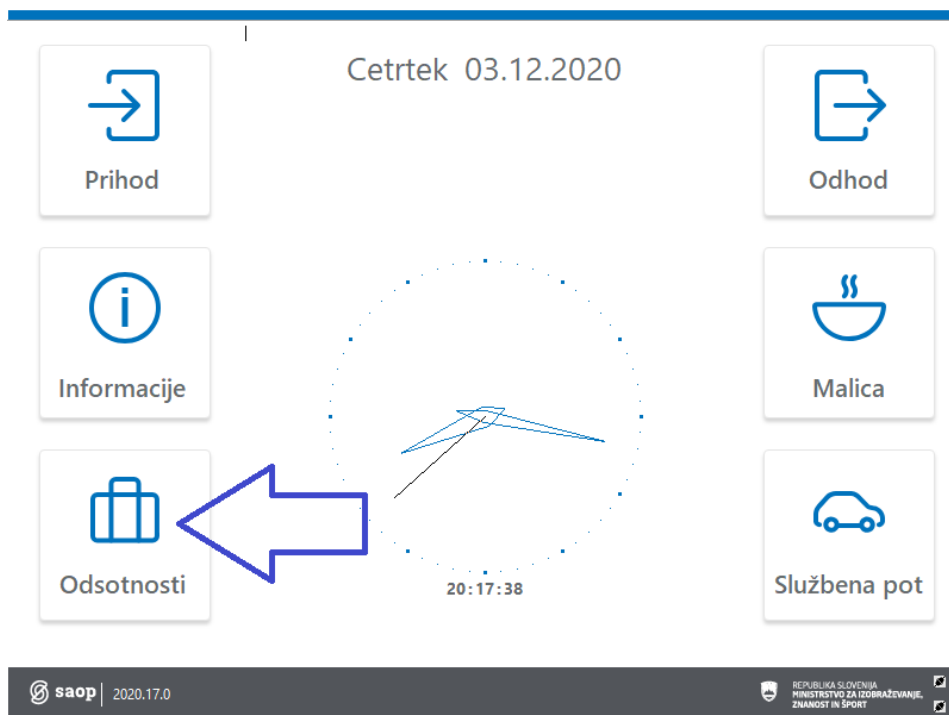 Cetrtek 03.12.2020
Prihod
Odhod
Informacije
Malica
Odsotnosti
Službena pot
20:17:38
saop 2020.17.0
REPUBLIKA SLOVENIJA
MINISTRSTVO ZA IZOBRAŽEVANJE,
ZNANOST IN ŠPORT